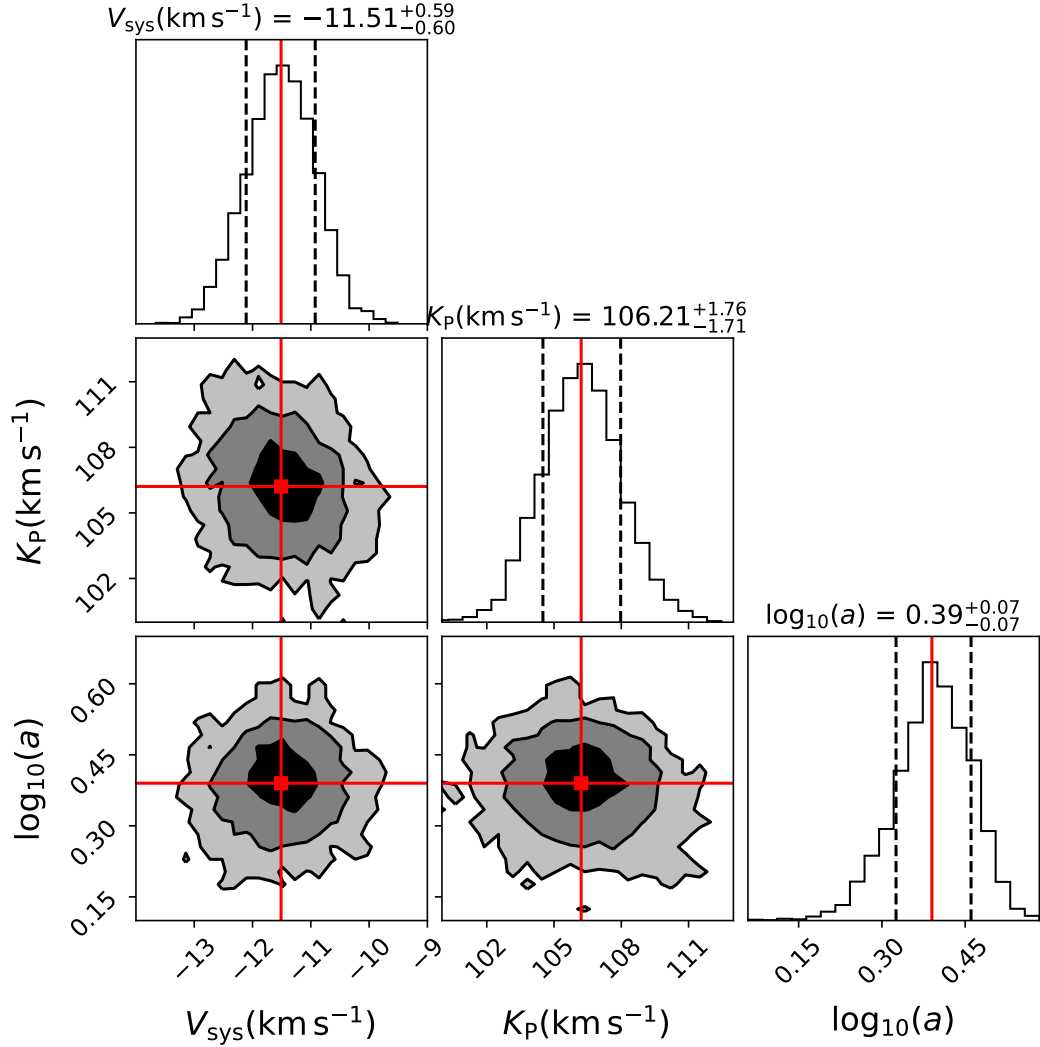 V_sys(km s⁻¹) = −11.51 +0.59 −0.60
K_P(km s⁻¹) = 106.21 +1.76 −1.71
111
108
105
102
K_P(km s⁻¹)
log₁₀(a) = 0.39 +0.07 −0.07
0.60
0.45
0.30
0.15
log₁₀(a)
−13 −12 −11 −10 −9 102 105 108 111 0.15 0.30 0.45
V_sys(km s⁻¹) K_P(km s⁻¹) log₁₀(a)